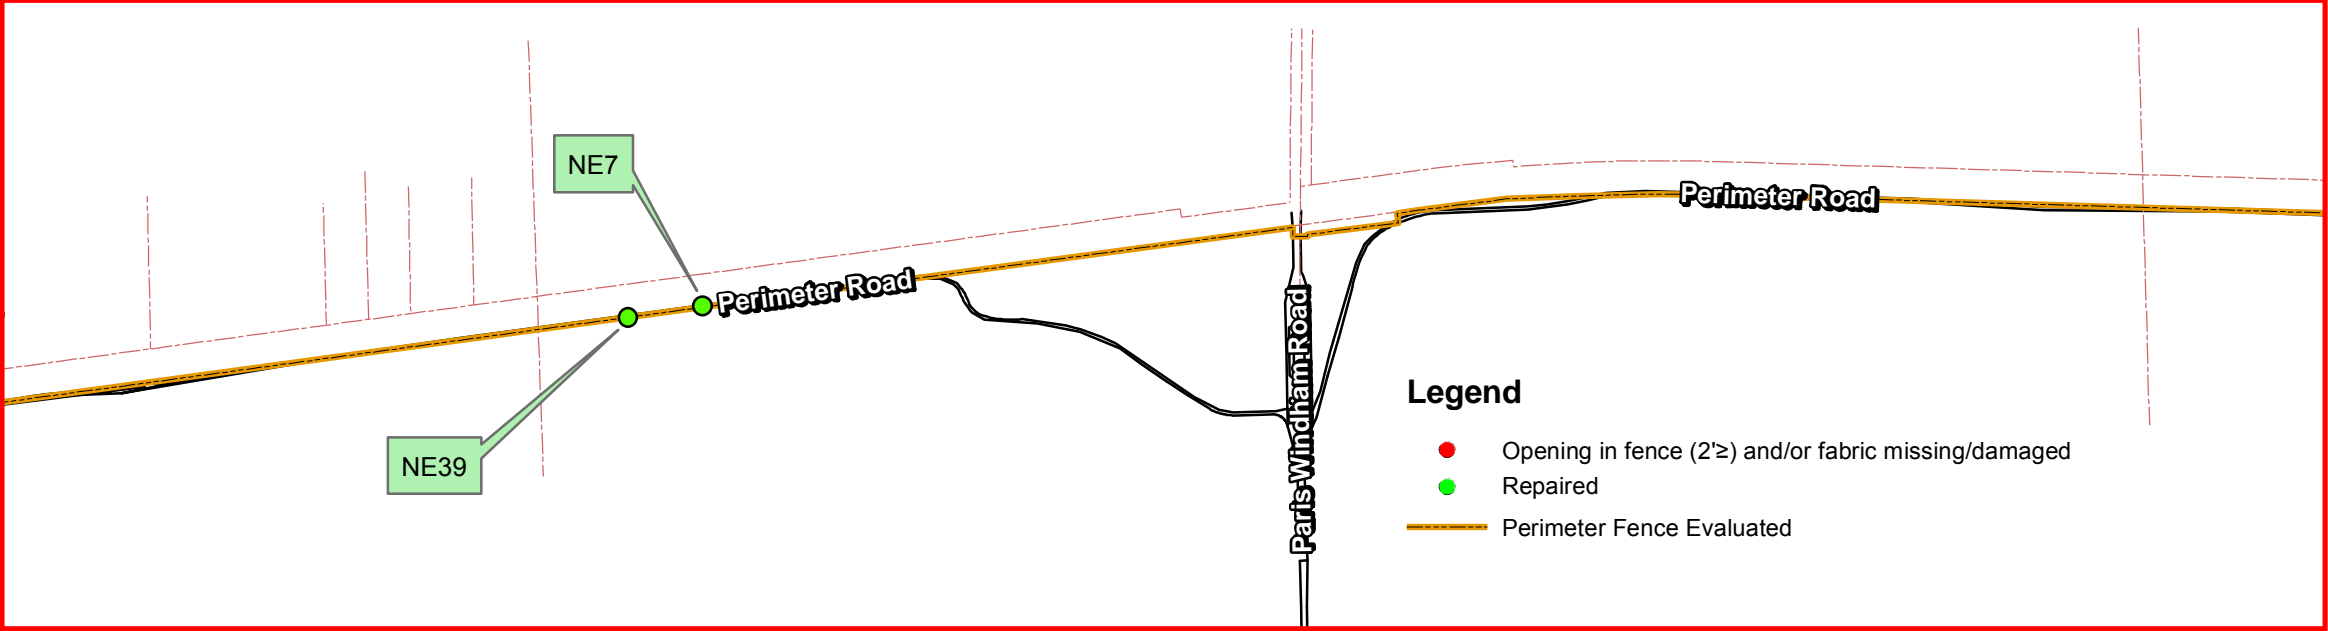 NE7
Perimeter Road
Perimeter Road
NE39
Paris-Windham Road
Legend
Opening in fence (2'≥) and/or fabric missing/damaged
Repaired
Perimeter Fence Evaluated